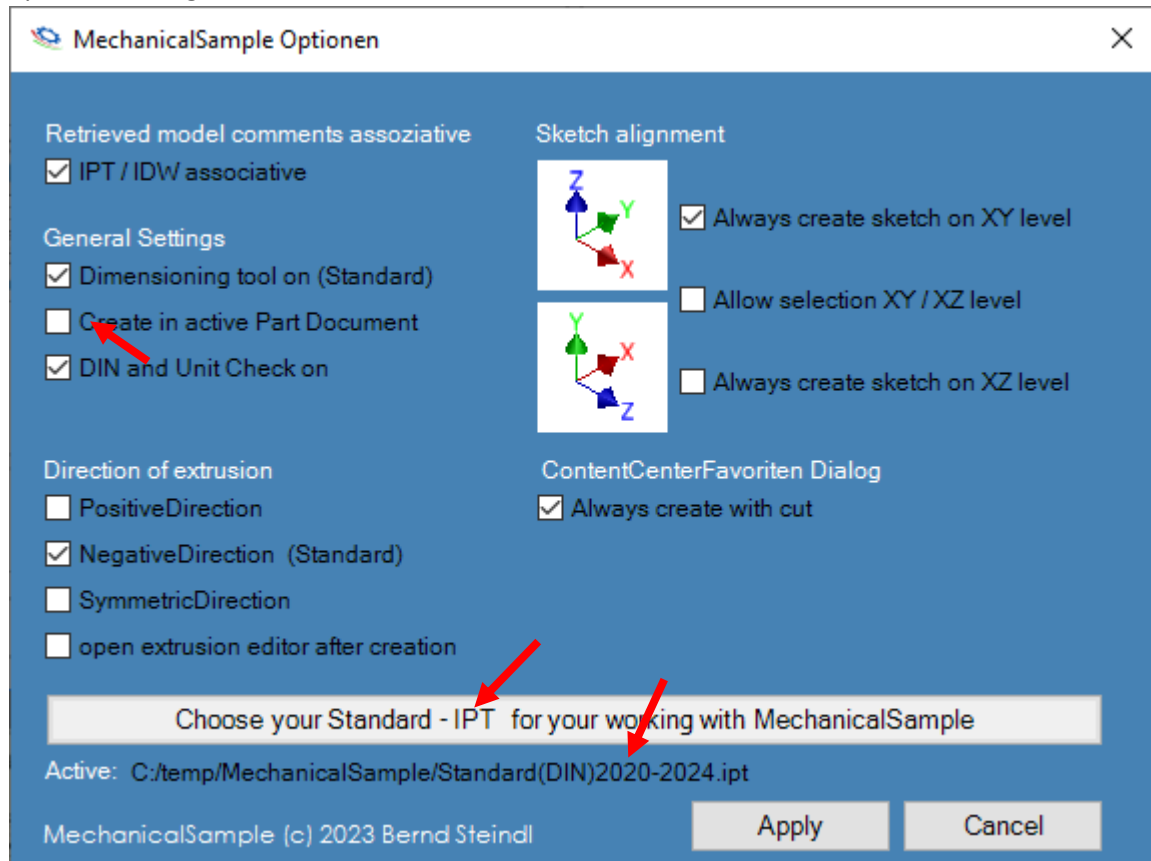 MechanicalSample Optionen
Retrieved model comments assoziative
IPT / IDW associative
General Settings
Dimensioning tool on (Standard)
Create in active Part Document
DIN and Unit Check on
Sketch alignment
Z
Y
X
Always create sketch on XY level
Allow selection XY / XZ level
Y
X
Z
Always create sketch on XZ level
Direction of extrusion
PositiveDirection
NegativeDirection (Standard)
SymmetricDirection
open extrusion editor after creation
ContentCenterFavoriten Dialog
Always create with cut
Choose your Standard - IPT for your working with MechanicalSample
Active: C:/temp/MechanicalSample/Standard(DIN)2020-2024.ipt
MechanicalSample (c) 2023 Bernd Steindl
Apply
Cancel